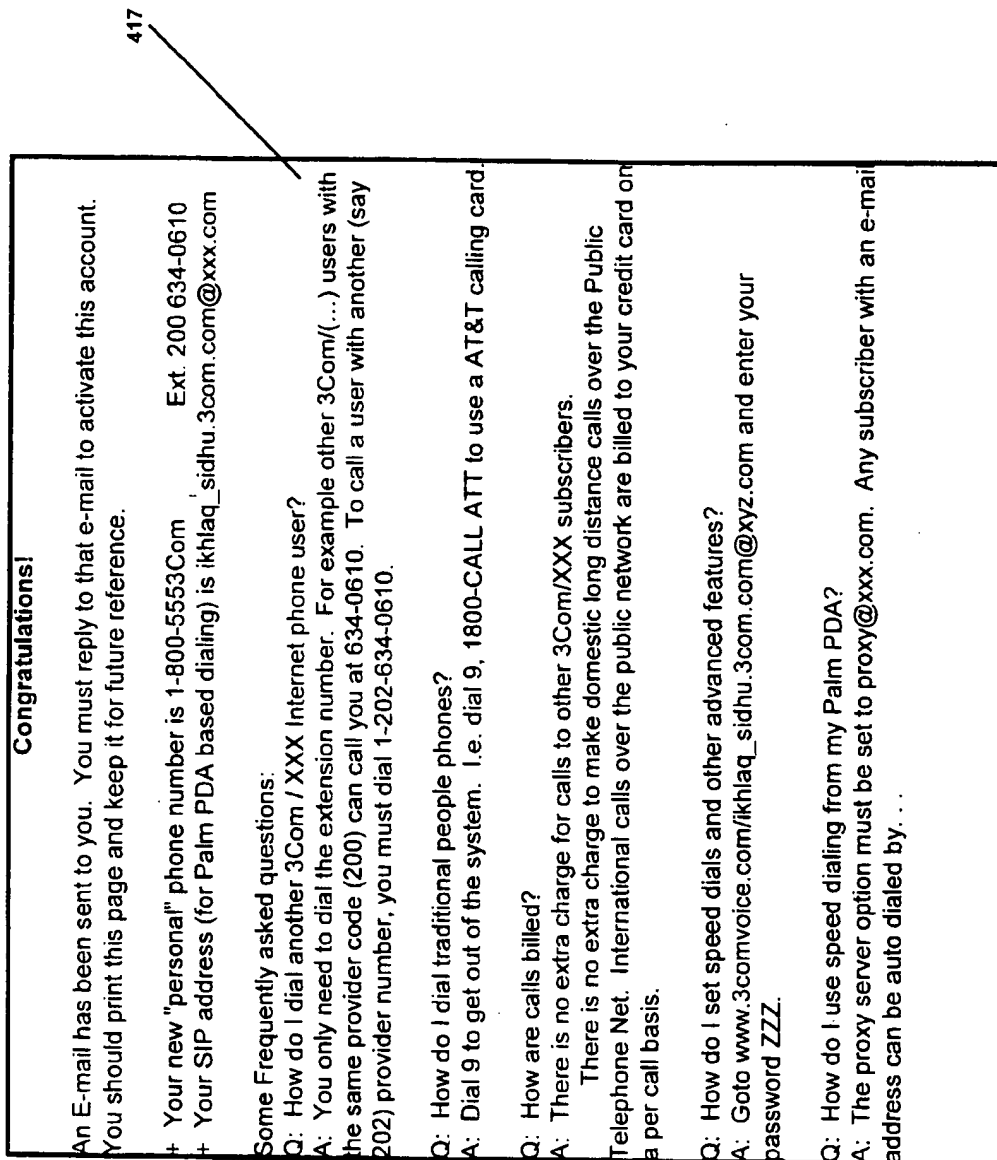 417
Congratulations!
An E-mail has been sent to you. You must reply to that e-mail to activate this account.
You should print this page and keep it for future reference.
+ Your new "personal" phone number is 1-800-5553Com Ext. 200 634-0610
+ Your SIP address (for Palm PDA based dialing) is ikhlaq_sidhu.3com.com@xxx.com
Some Frequently asked questions:
Q: How do I dial another 3Com / XXX Internet phone user?
A: You only need to dial the extension number. For example other 3Com/(...) users with
the same provider code (200) can call you at 634-0610. To call a user with another (say
202) provider number, you must dial 1-202-634-0610.
Q: How do I dial traditional people phones?
A: Dial 9 to get out of the system. I.e. dial 9, 1800-CALL ATT to use a AT&T calling card.
Q: How are calls billed?
A: There is no extra charge for calls to other 3Com/XXX subscribers.
There is no extra charge to make domestic long distance calls over the Public
Telephone Net. International calls over the public network are billed to your credit card on
a per call basis.
Q: How do I set speed dials and other advanced features?
A: Goto www.3comvoice.com/ikhlaq_sidhu.3com.com@xyz.com and enter your
password ZZZ.
Q: How do I use speed dialing from my Palm PDA?
A: The proxy server option must be set to proxy@xxx.com. Any subscriber with an e-mail
address can be auto dialed by. . .